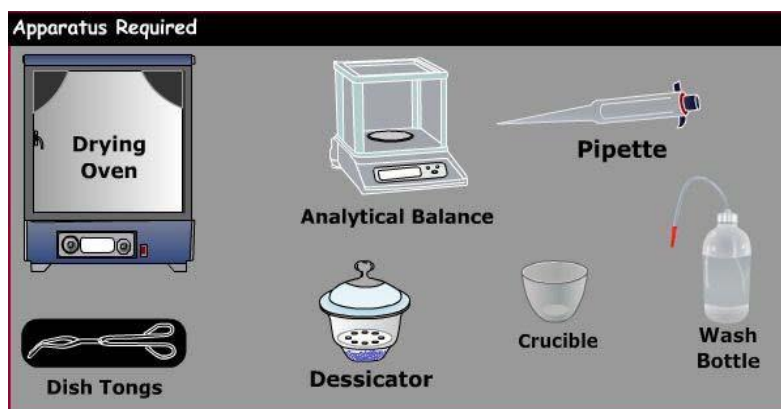 Apparatus Required
Drying
Oven
Analytical Balance
Pipette
Dish Tongs
Dessicator
Crucible
Wash
Bottle